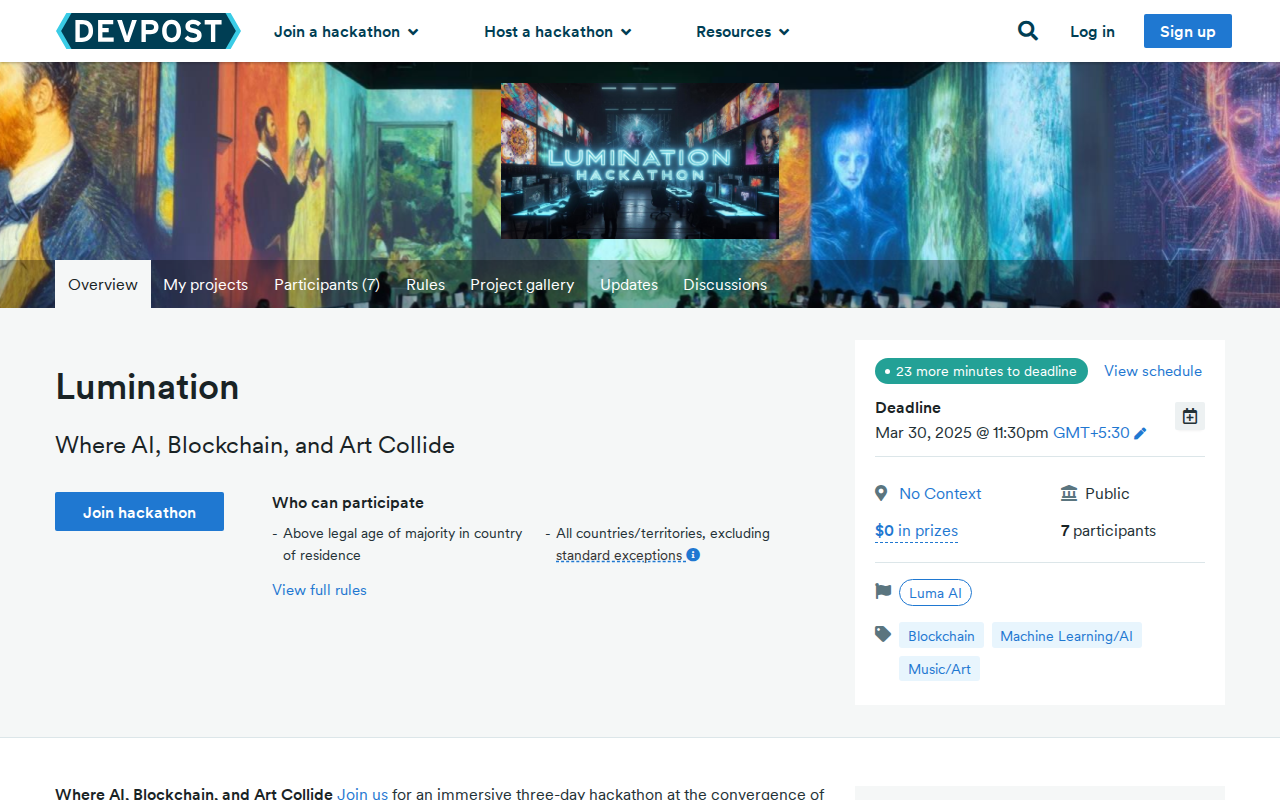 DEVPOST
Join a hackathon
Host a hackathon
Resources
Log in
Sign up
LUMINATION
HACKATHON
Overview
My projects
Participants (7)
Rules
Project gallery
Updates
Discussions
Lumination
Where AI, Blockchain, and Art Collide
Join hackathon
Who can participate
- Above legal age of majority in country
of residence
- All countries/territories, excluding
standard exceptions
View full rules
23 more minutes to deadline
View schedule
Deadline
Mar 30, 2025 @ 11:30pm GMT+5:30
No Context
Public
$0 in prizes
7 participants
Luma AI
Blockchain
Machine Learning/AI
Music/Art
Where AI, Blockchain, and Art Collide Join us for an immersive three-day hackathon at the convergence of